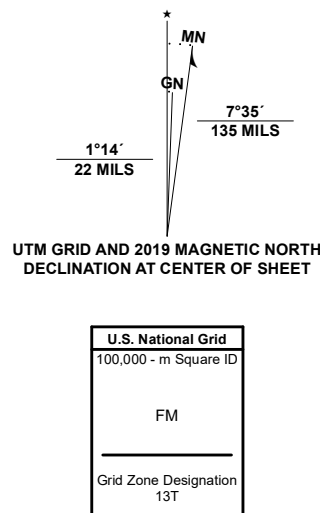 ★
MN
GN
7°35´
135 MILS
1°14´
22 MILS
UTM GRID AND 2019 MAGNETIC NORTH
DECLINATION AT CENTER OF SHEET
U.S. National Grid
100,000 - m Square ID
FM
Grid Zone Designation
13T